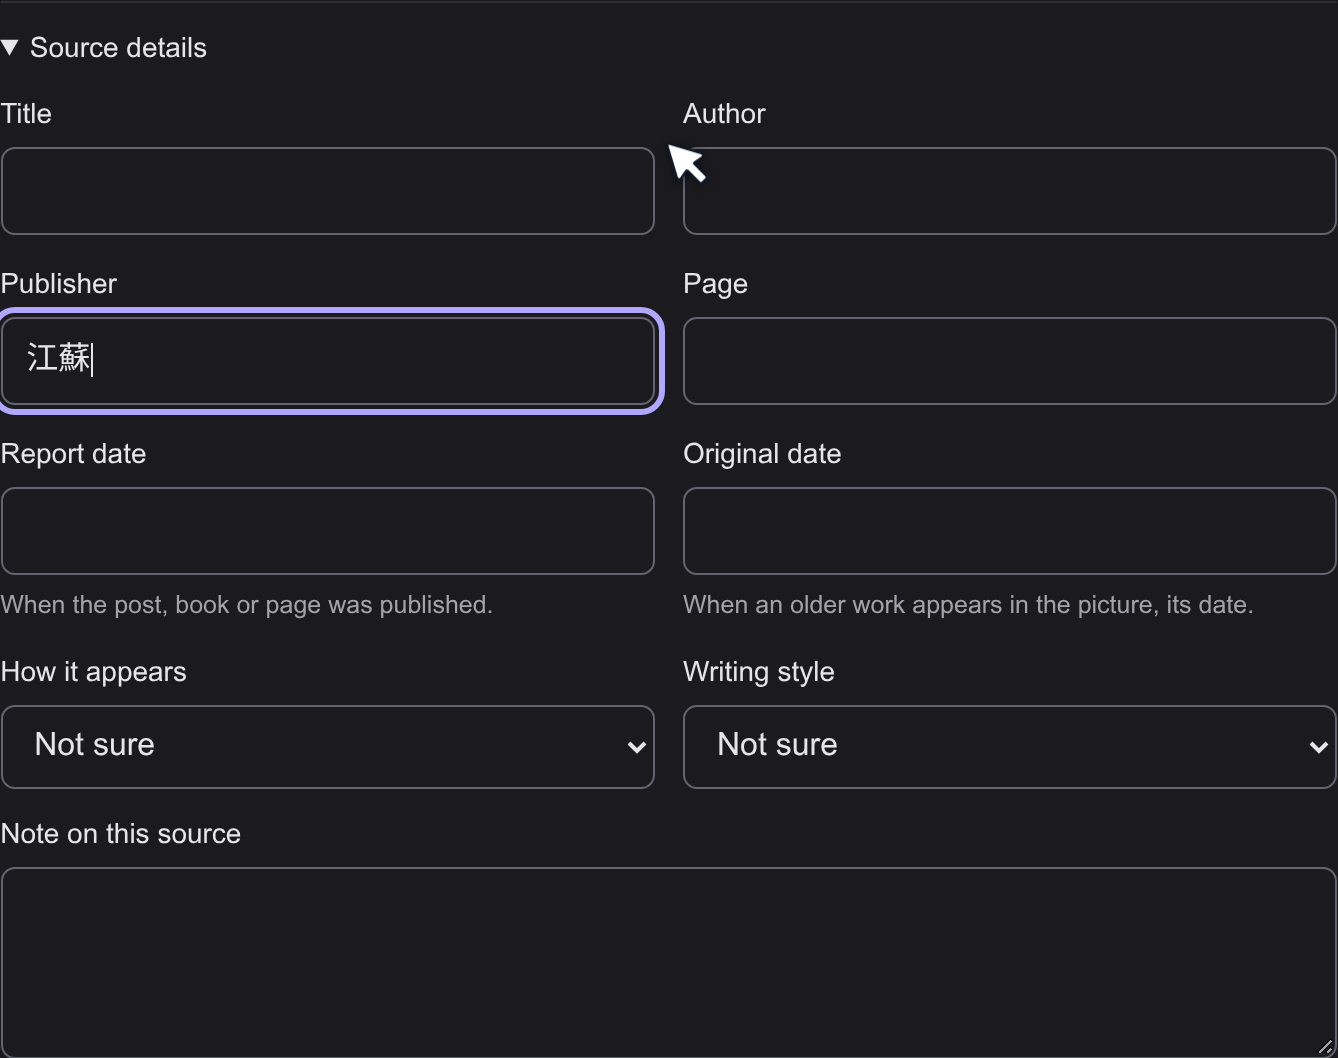 Source details
Title
Author
Publisher
Page
江蘇
Report date
Original date
When the post, book or page was published.
When an older work appears in the picture, its date.
How it appears
Writing style
Not sure
Not sure
Note on this source